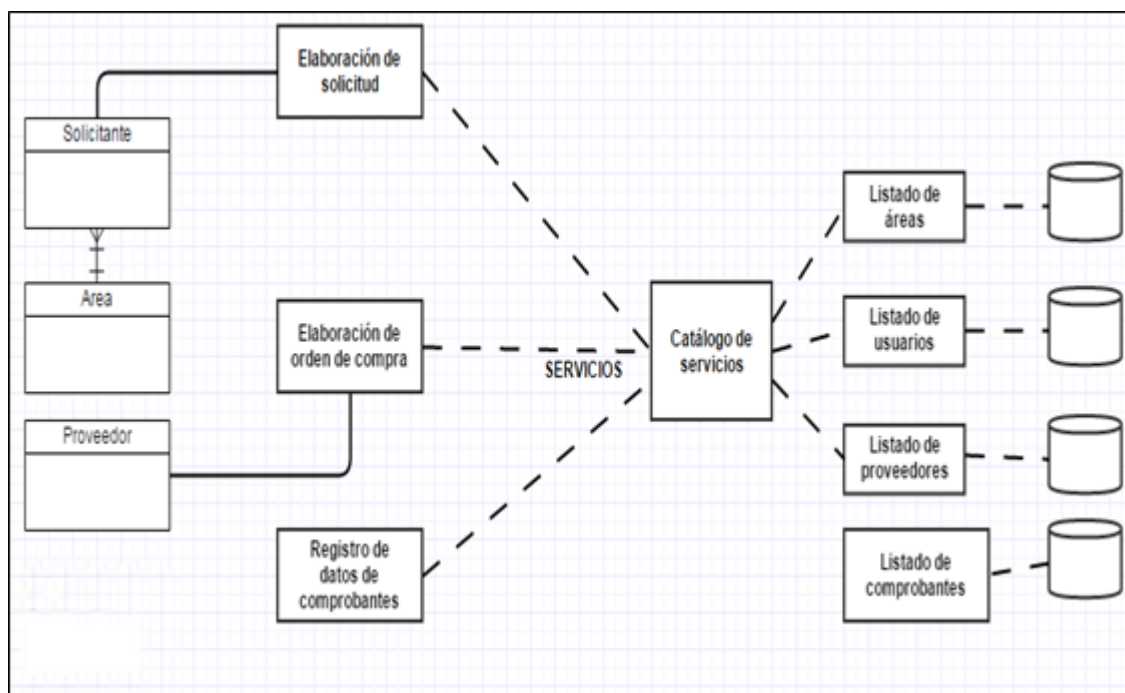 Elaboración de
solicitud
Solicitante
Area
Elaboración de
orden de compra
Proveedor
Registro de
datos de
comprobantes
SERVICIOS
Catálogo de
servicios
Listado de
áreas
Listado de
usuarios
Listado de
proveedores
Listado de
comprobantes